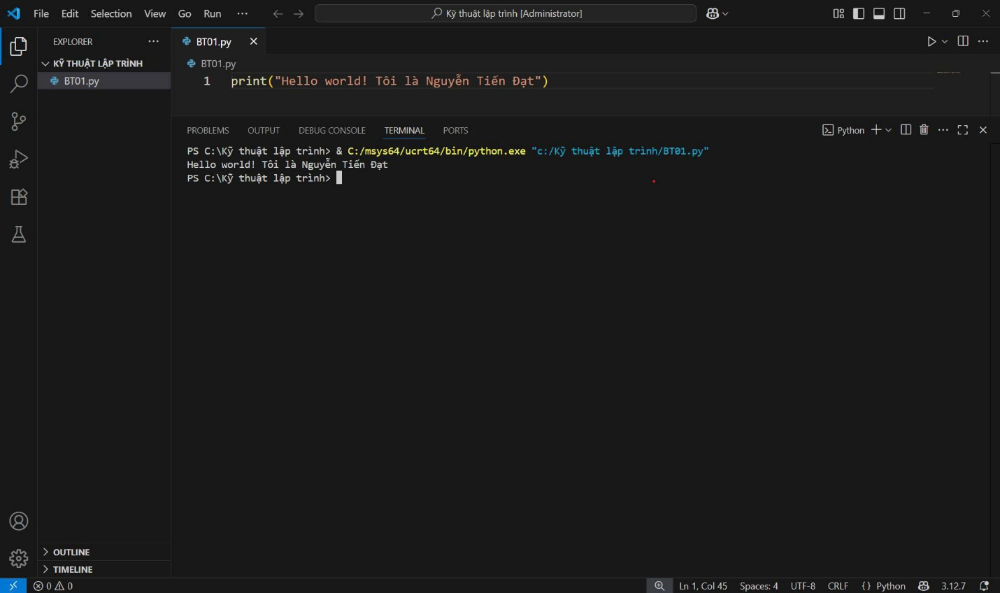 File Edit Selection View Go Run ···
Kỹ thuật lập trình [Administrator]
EXPLORER
BT01.py
KỸ THUẬT LẬP TRÌNH
BT01.py
BT01.py
1 print("Hello world! Tôi là Nguyễn Tiến Đạt")
PROBLEMS OUTPUT DEBUG CONSOLE TERMINAL PORTS
Python
PS C:\Kỹ thuật lập trình> & C:/msys64/ucrt64/bin/python.exe "c:/Kỹ thuật lập trình/BT01.py"
Hello world! Tôi là Nguyễn Tiến Đạt
PS C:\Kỹ thuật lập trình>
OUTLINE
TIMELINE
0 0
Ln 1, Col 45 Spaces: 4 UTF-8 CRLF {} Python 3.12.7